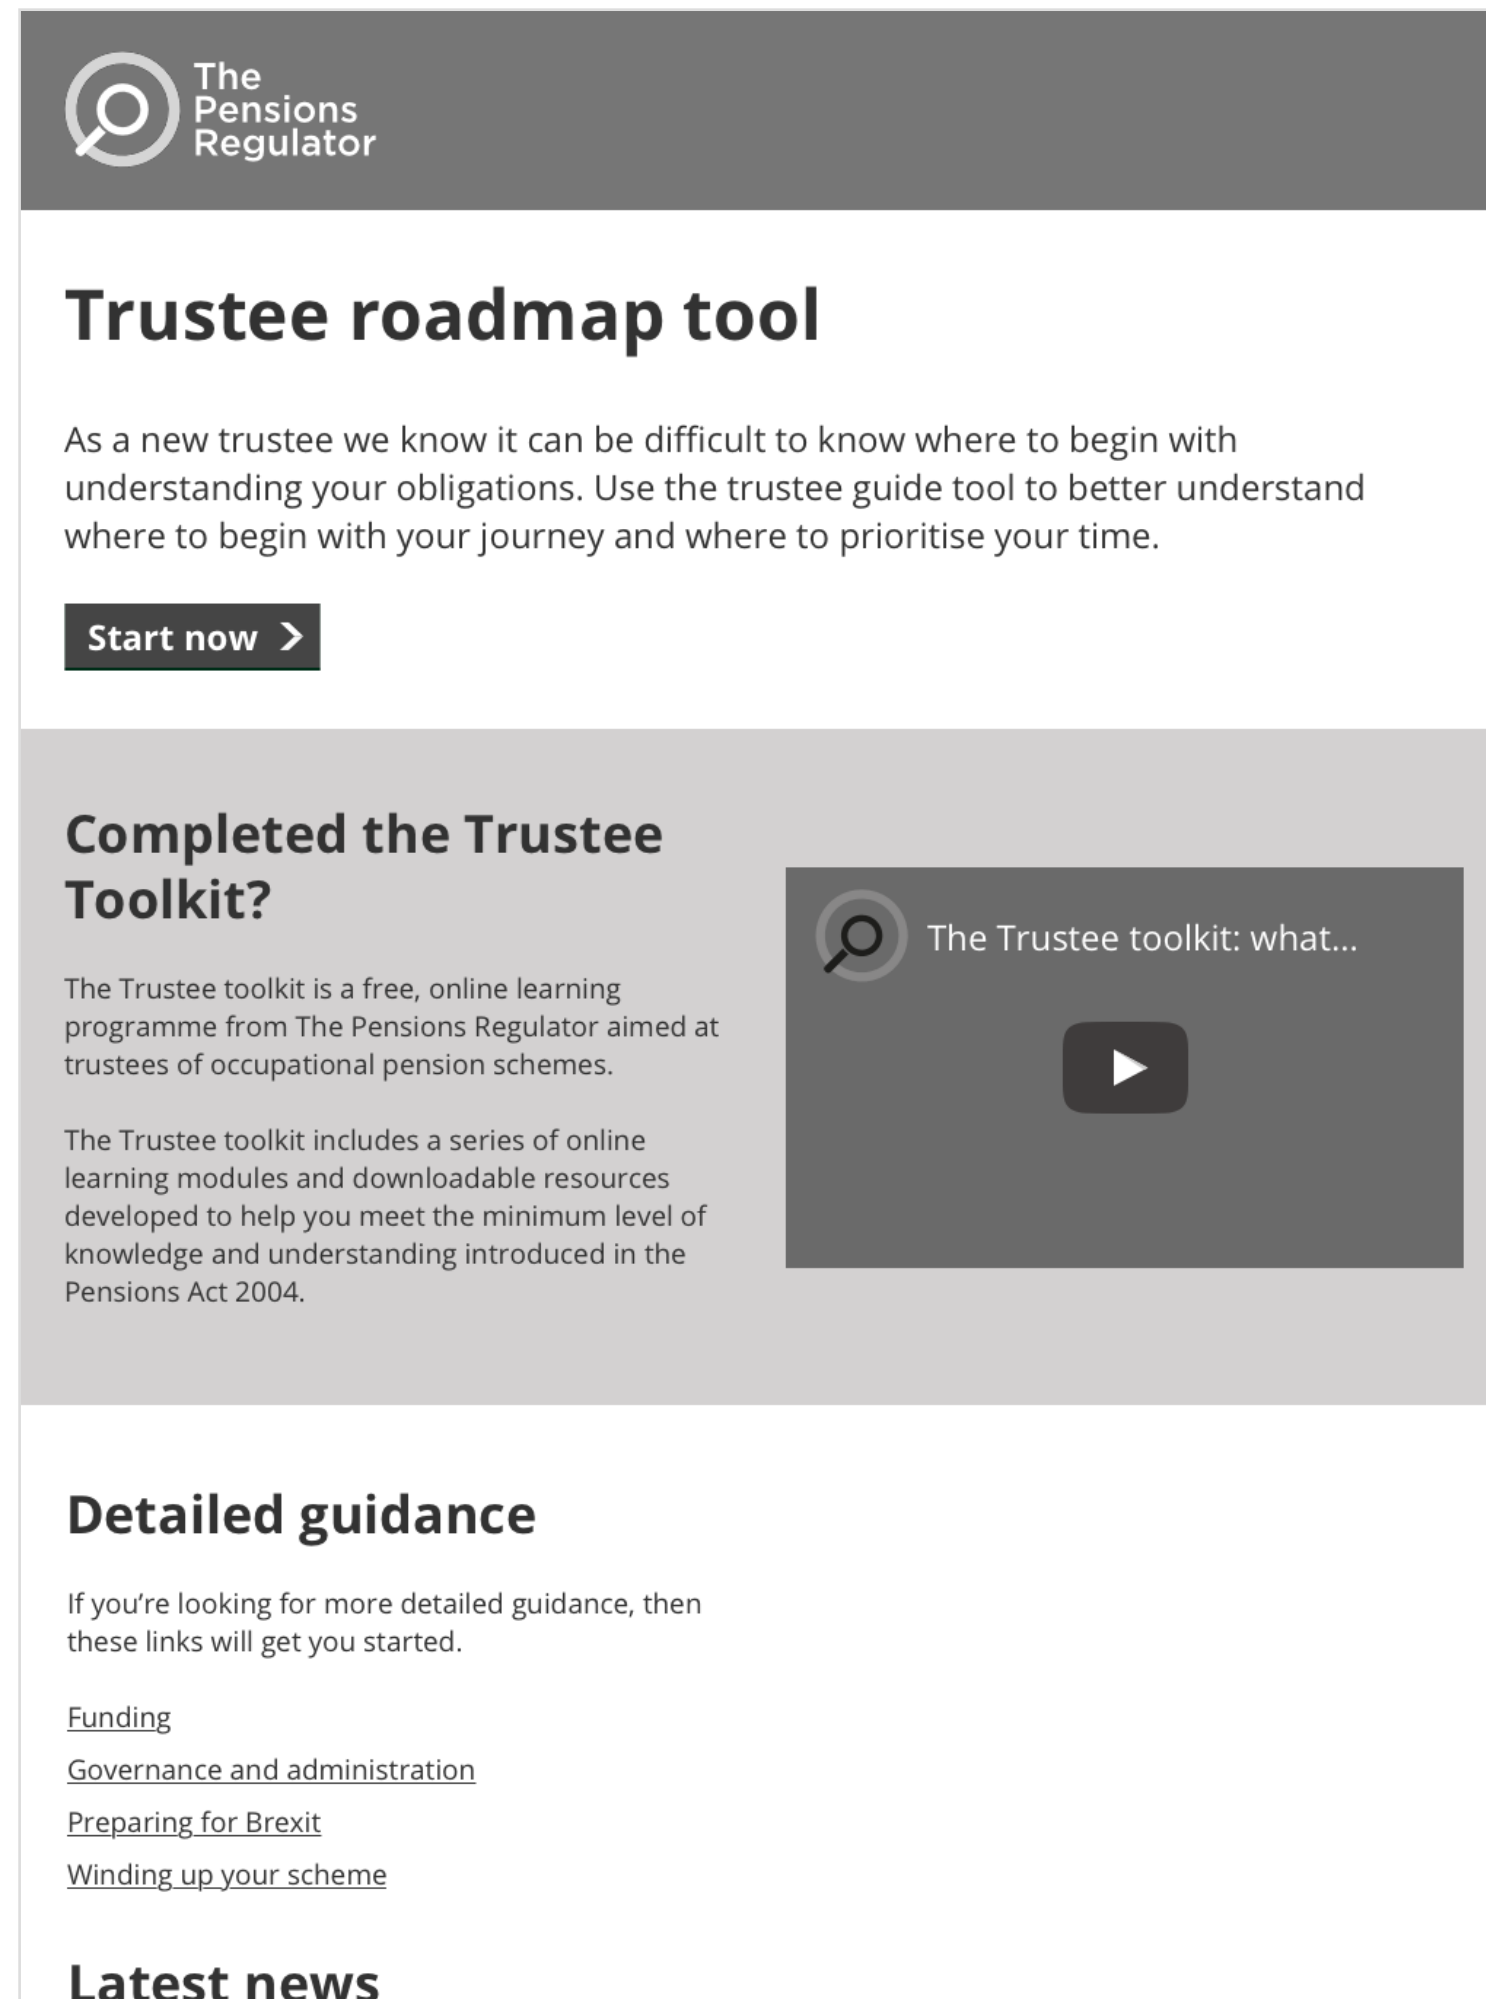 The
Pensions
Regulator
Trustee roadmap tool
As a new trustee we know it can be difficult to know where to begin with
understanding your obligations. Use the trustee guide tool to better understand
where to begin with your journey and where to prioritise your time.
Start now
Completed the Trustee
Toolkit?
The Trustee toolkit is a free, online learning
programme from The Pensions Regulator aimed at
trustees of occupational pension schemes.
The Trustee toolkit includes a series of online
learning modules and downloadable resources
developed to help you meet the minimum level of
knowledge and understanding introduced in the
Pensions Act 2004.
The Trustee toolkit: what...
Detailed guidance
If you’re looking for more detailed guidance, then
these links will get you started.
Funding
Governance and administration
Preparing for Brexit
Winding up your scheme
Latest news